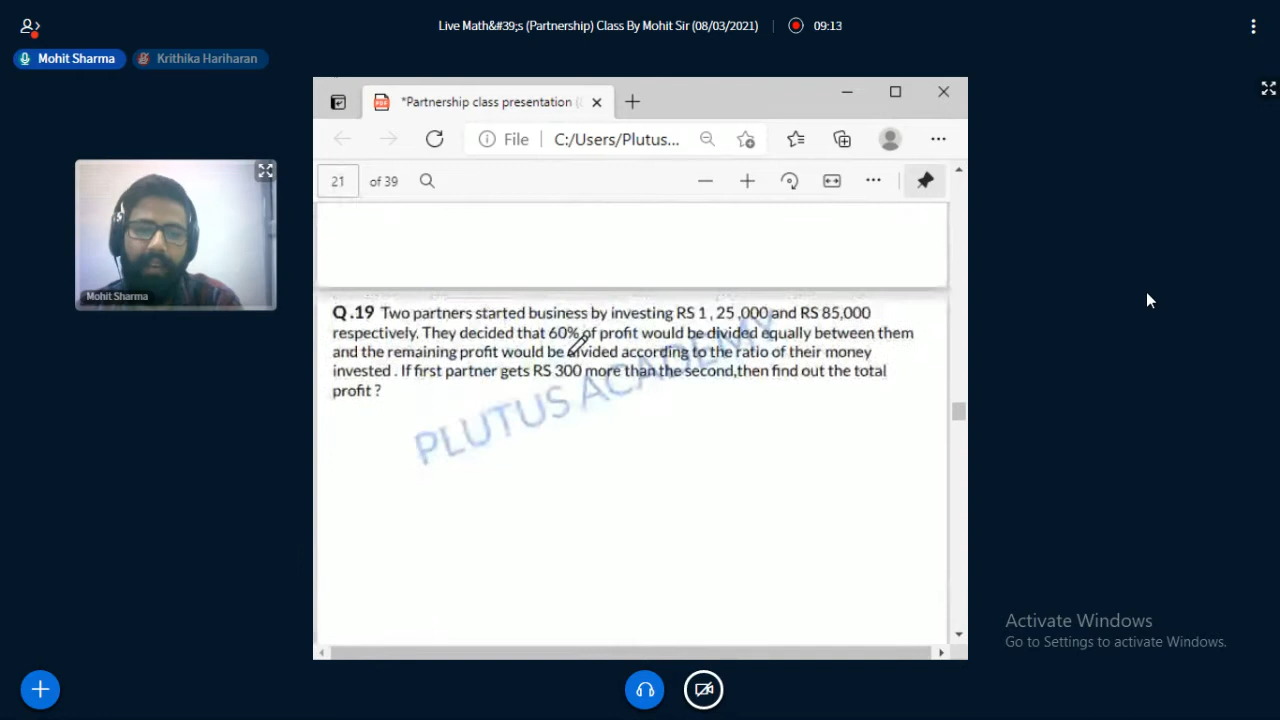 Live Math&#39;s (Partnership) Class By Mohit Sir (08/03/2021)
09:13
Mohit Sharma
Krithika Hariharan
*Partnership class presentation (
File
C:/Users/Plutus...
21
of 39
Mohit Sharma
Q.19 Two partners started business by investing RS 1 , 25 ,000 and RS 85,000
respectively. They decided that 60% of profit would be divided equally between them
and the remaining profit would be divided according to the ratio of their money
invested . If first partner gets RS 300 more than the second,then find out the total
profit ?
PLUTUS ACADEMY
Activate Windows
Go to Settings to activate Windows.